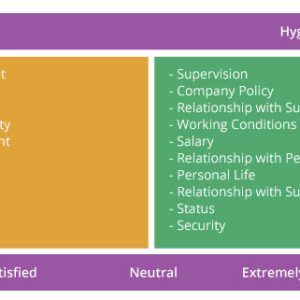 Hyg
t
ty
nt
- Supervision
- Company Policy
- Relationship with Su
- Working Conditions
- Salary
- Relationship with Pe
- Personal Life
- Relationship with Su
- Status
- Security
tisfied Neutral Extremely